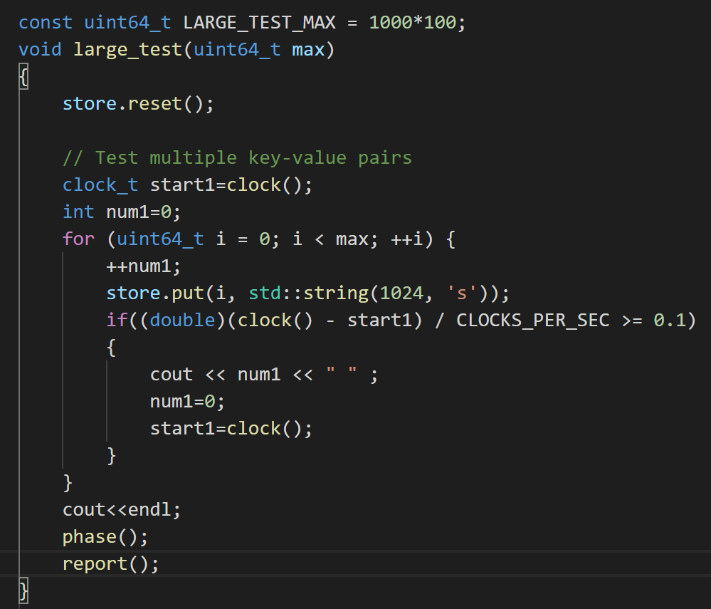 const uint64_t LARGE_TEST_MAX = 1000*100;
void large_test(uint64_t max)
{
    store.reset();

    // Test multiple key-value pairs
    clock_t start1=clock();
    int num1=0;
    for (uint64_t i = 0; i < max; ++i) {
        ++num1;
        store.put(i, std::string(1024, 's'));
        if((double)(clock() - start1) / CLOCKS_PER_SEC >= 0.1)
        {
            cout << num1 << " " ;
            num1=0;
            start1=clock();
        }
    }
    cout<<endl;
    phase();
    report();
}